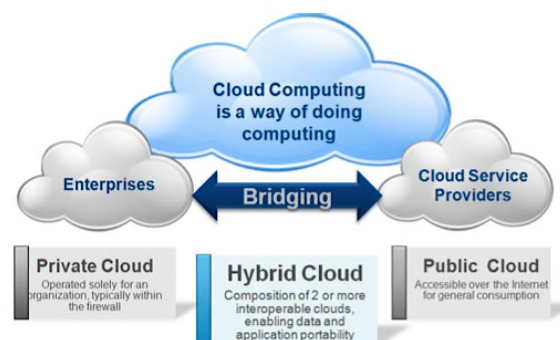 Cloud Computing
is a way of doing
computing
Enterprises
Bridging
Cloud Service
Providers
Private Cloud
Operated solely for an
organization, typically within
the firewall
Hybrid Cloud
Composition of 2 or more
interoperable clouds,
enabling data and
application portability
Public Cloud
Accessible over the Internet
for general consumption